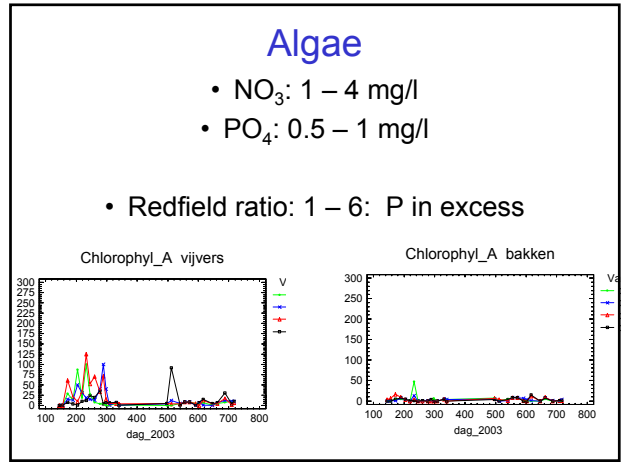 Algae
• NO₃: 1 – 4 mg/l
• PO₄: 0.5 – 1 mg/l
• Redfield ratio: 1 – 6: P in excess
Chlorophyl_A vijvers
V
300
275
250
225
200
175
150
125
100
75
50
25
0
100 200 300 400 500 600 700 800
dag_2003
Chlorophyl_A bakken
Va
300
250
200
150
100
50
0
100 200 300 400 500 600 700 800
dag_2003